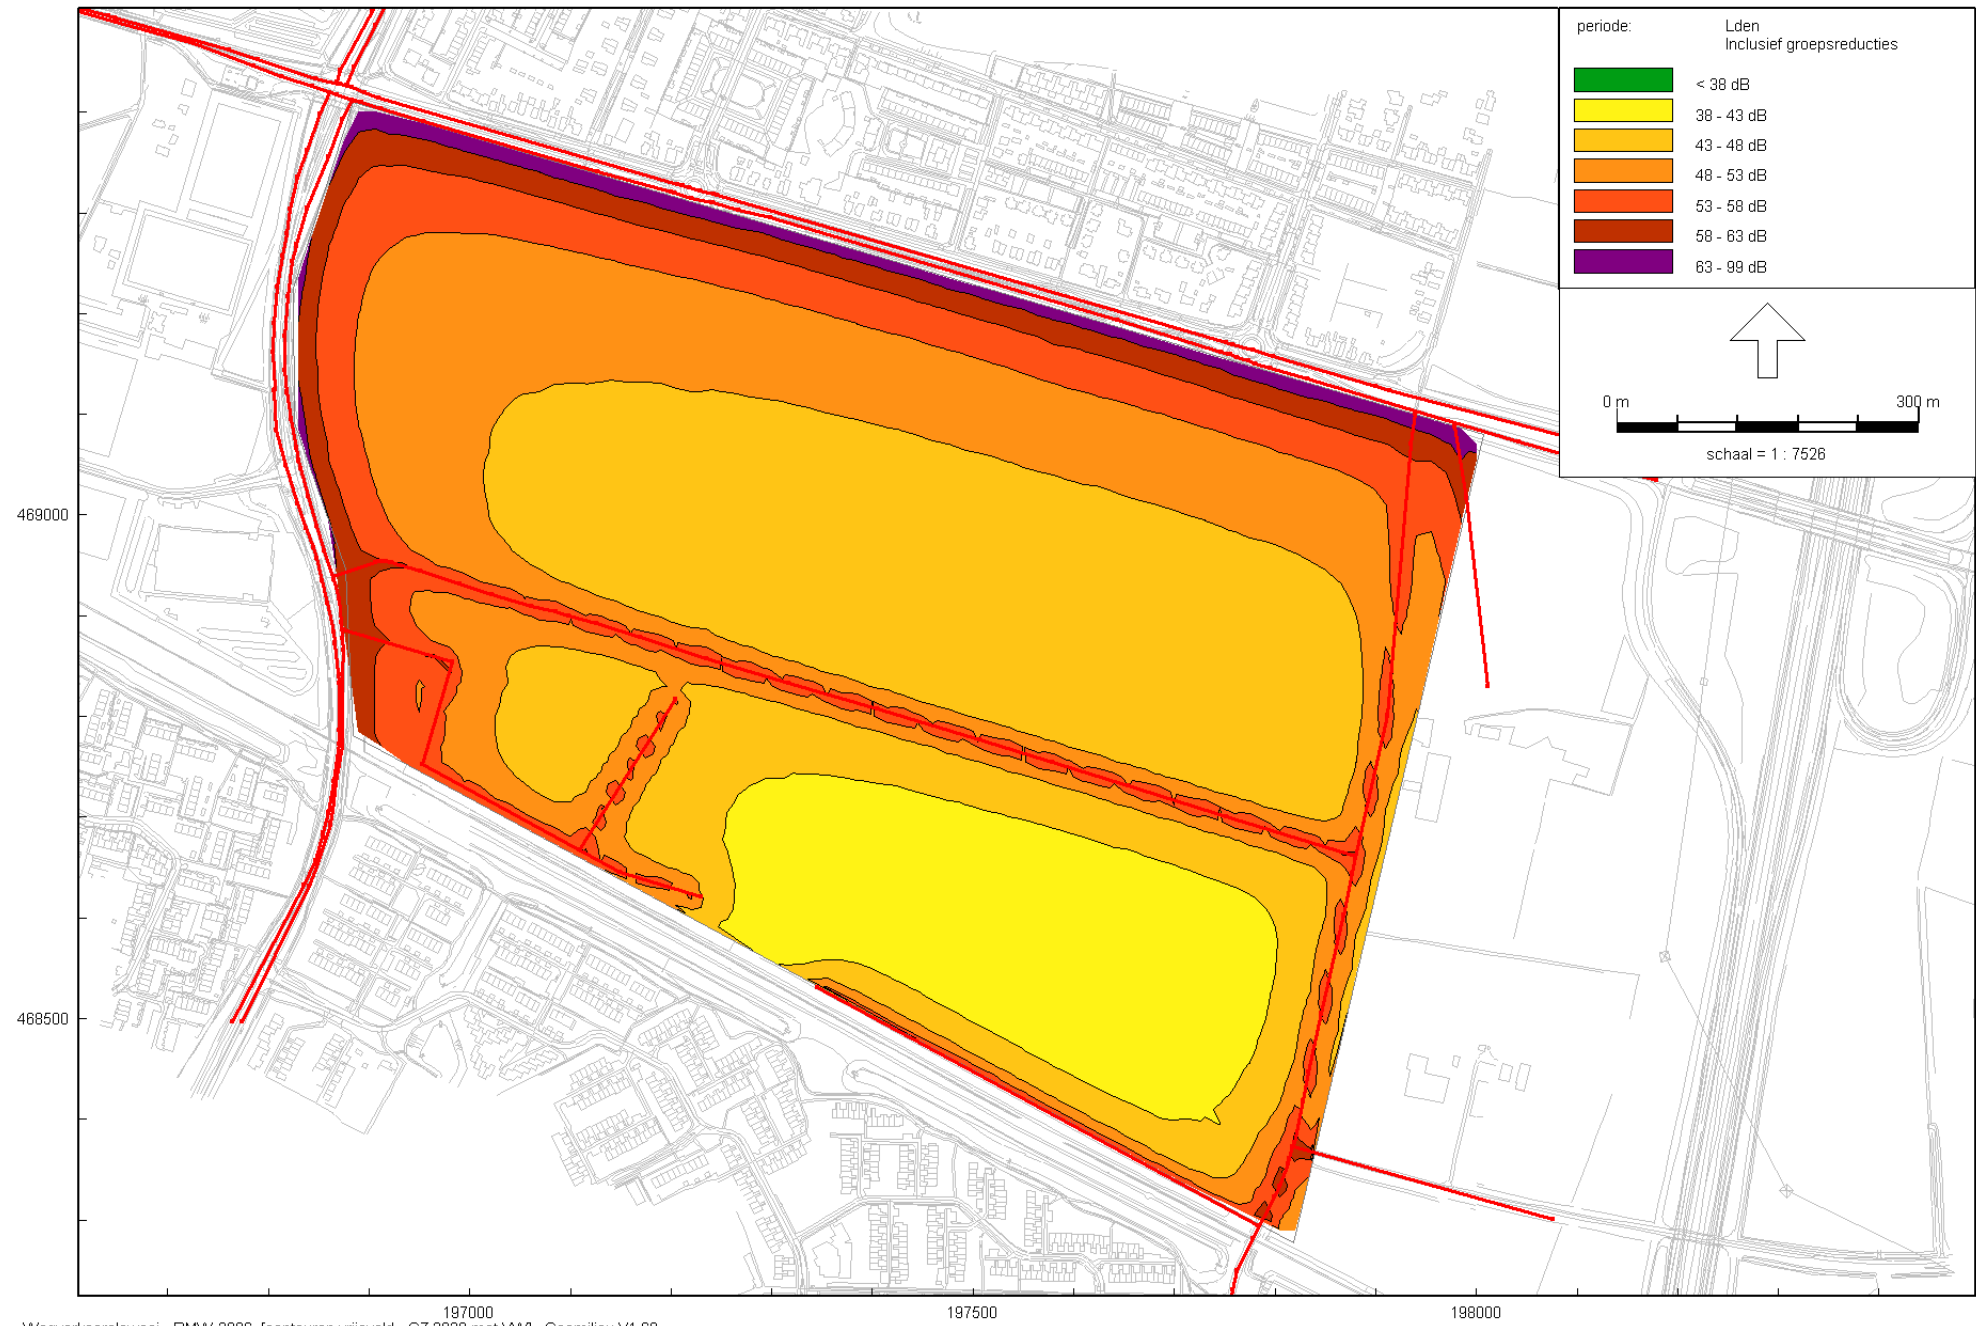 periode: Lden
Inclusief groepsreducties
< 38 dB
38 - 43 dB
43 - 48 dB
48 - 53 dB
53 - 58 dB
58 - 63 dB
63 - 99 dB
0 m 300 m
schaal = 1 : 7526
469000
468500
197000 197500 198000